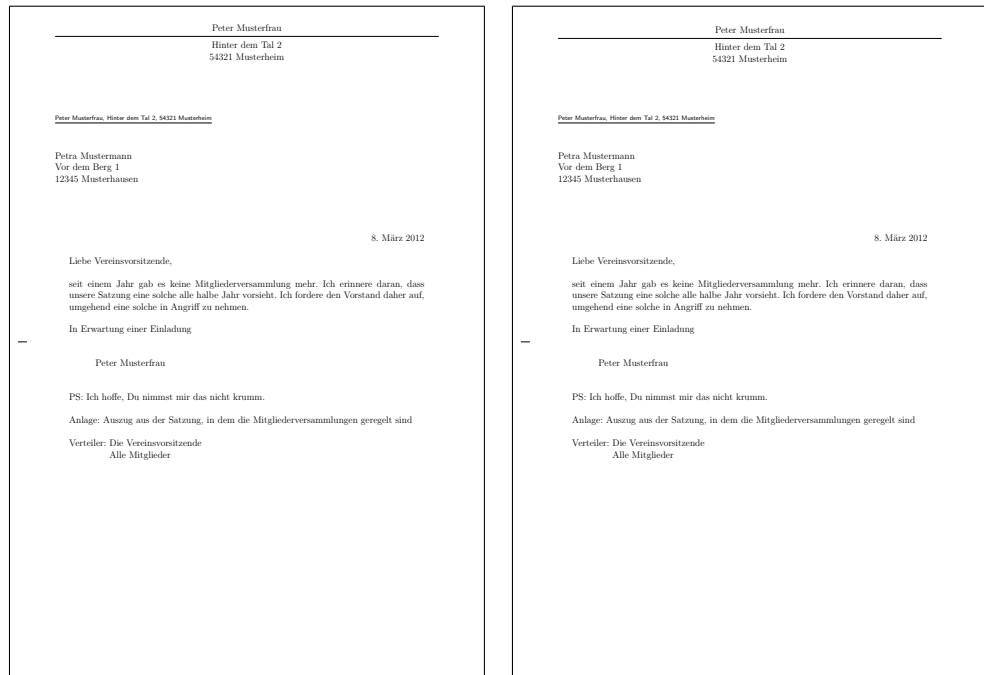 Peter Musterfrau
Hinter dem Tal 2
54321 Musterheim
Peter Musterfrau, Hinter dem Tal 2, 54321 Musterheim
Petra Mustermann
Vor dem Berg 1
12345 Musterhausen
8. März 2012
Liebe Vereinsvorsitzende,
seit einem Jahr gab es keine Mitgliederversammlung mehr. Ich erinnere daran, dass
unsere Satzung eine solche alle halbe Jahr vorsieht. Ich fordere den Vorstand daher auf,
umgehend eine solche in Angriff zu nehmen.
In Erwartung einer Einladung
Peter Musterfrau
PS: Ich hoffe, Du nimmst mir das nicht krumm.
Anlage: Auszug aus der Satzung, in dem die Mitgliederversammlungen geregelt sind
Verteiler: Die Vereinsvorsitzende
Alle Mitglieder
Peter Musterfrau
Hinter dem Tal 2
54321 Musterheim
Peter Musterfrau, Hinter dem Tal 2, 54321 Musterheim
Petra Mustermann
Vor dem Berg 1
12345 Musterhausen
8. März 2012
Liebe Vereinsvorsitzende,
seit einem Jahr gab es keine Mitgliederversammlung mehr. Ich erinnere daran, dass
unsere Satzung eine solche alle halbe Jahr vorsieht. Ich fordere den Vorstand daher auf,
umgehend eine solche in Angriff zu nehmen.
In Erwartung einer Einladung
Peter Musterfrau
PS: Ich hoffe, Du nimmst mir das nicht krumm.
Anlage: Auszug aus der Satzung, in dem die Mitgliederversammlungen geregelt sind
Verteiler: Die Vereinsvorsitzende
Alle Mitglieder